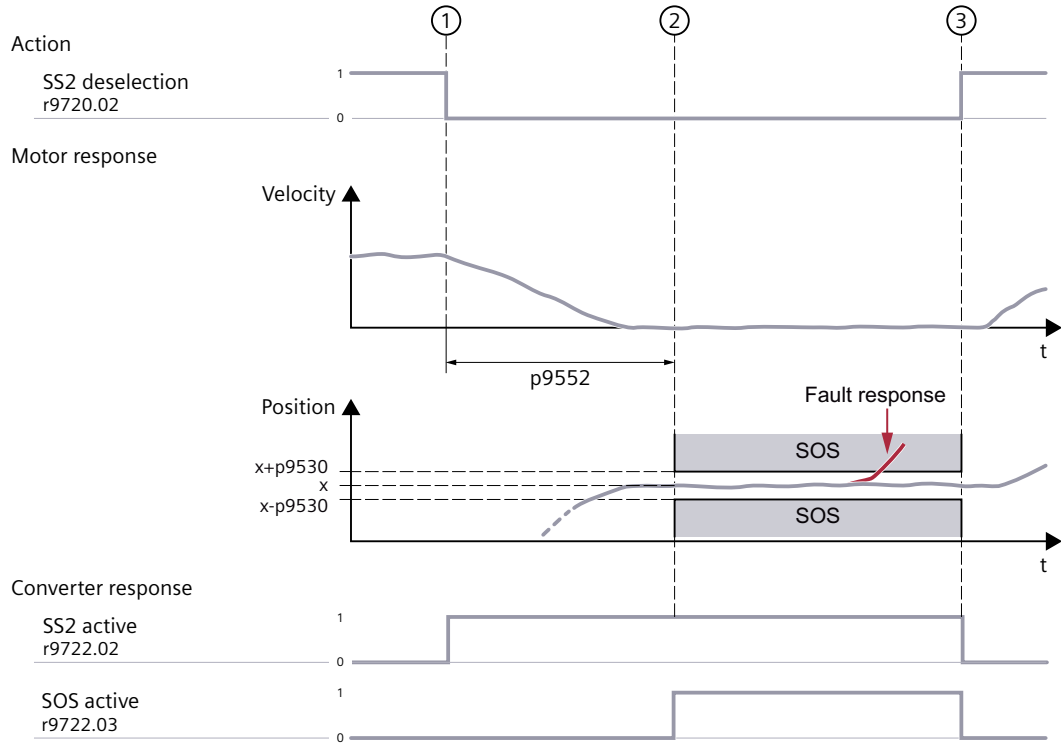 1 2 3
Action
SS2 deselection
r9720.02
1
0
Motor response
Velocity
t
p9552
Position
Fault response
SOS
x+p9530
x
x-p9530
SOS
t
Converter response
SS2 active
r9722.02
1
0
SOS active
r9722.03
1
0